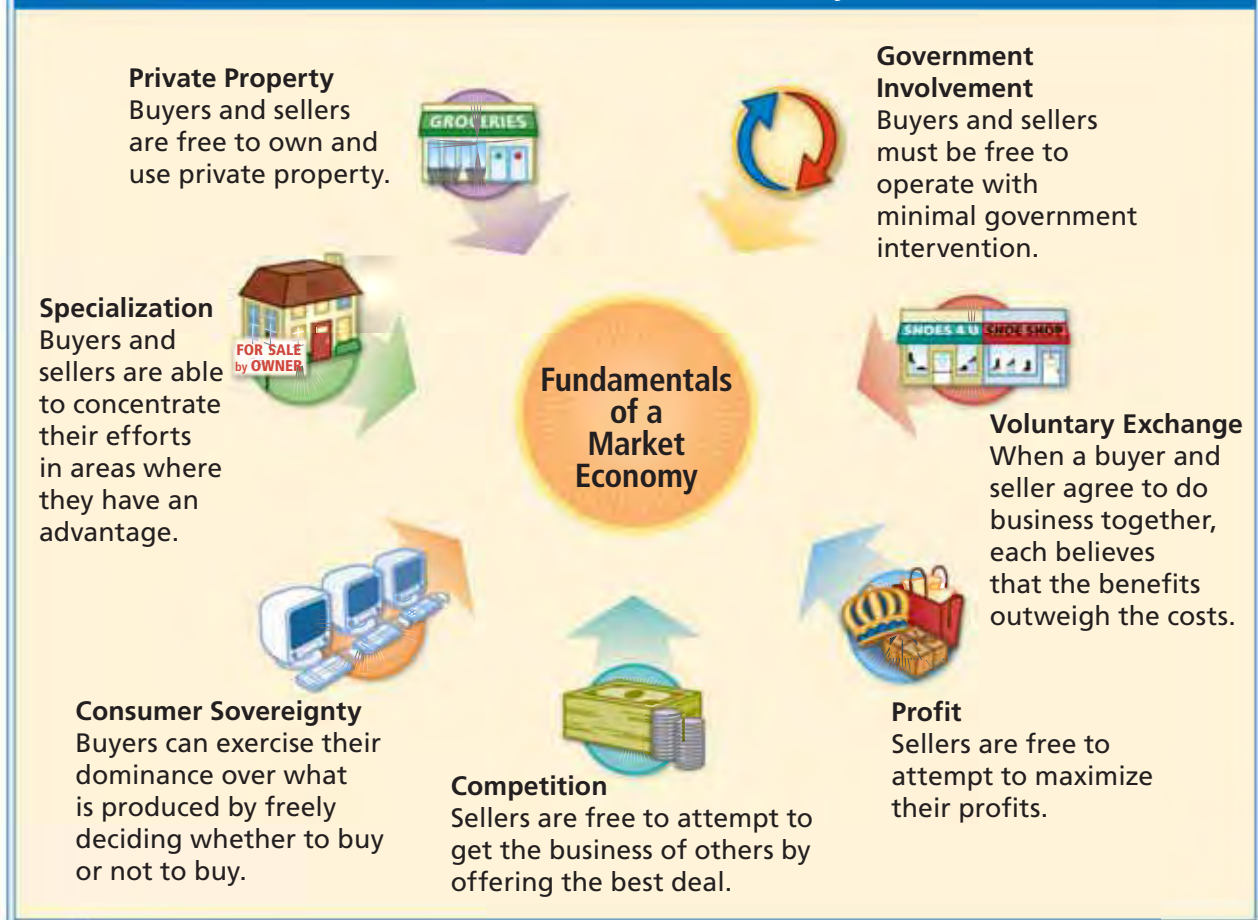 Private Property
Buyers and sellers
are free to own and
use private property.
GROCERIES
Government
Involvement
Buyers and sellers
must be free to
operate with
minimal government
intervention.
Specialization
Buyers and
sellers are able
to concentrate
their efforts
in areas where
they have an
advantage.
FOR SALE
by OWNER
Fundamentals
of a
Market
Economy
SHOES 4 U SHOE SHOP
Voluntary Exchange
When a buyer and
seller agree to do
business together,
each believes
that the benefits
outweigh the costs.
Consumer Sovereignty
Buyers can exercise their
dominance over what
is produced by freely
deciding whether to buy
or not to buy.
Competition
Sellers are free to attempt to
get the business of others by
offering the best deal.
Profit
Sellers are free to
attempt to maximize
their profits.